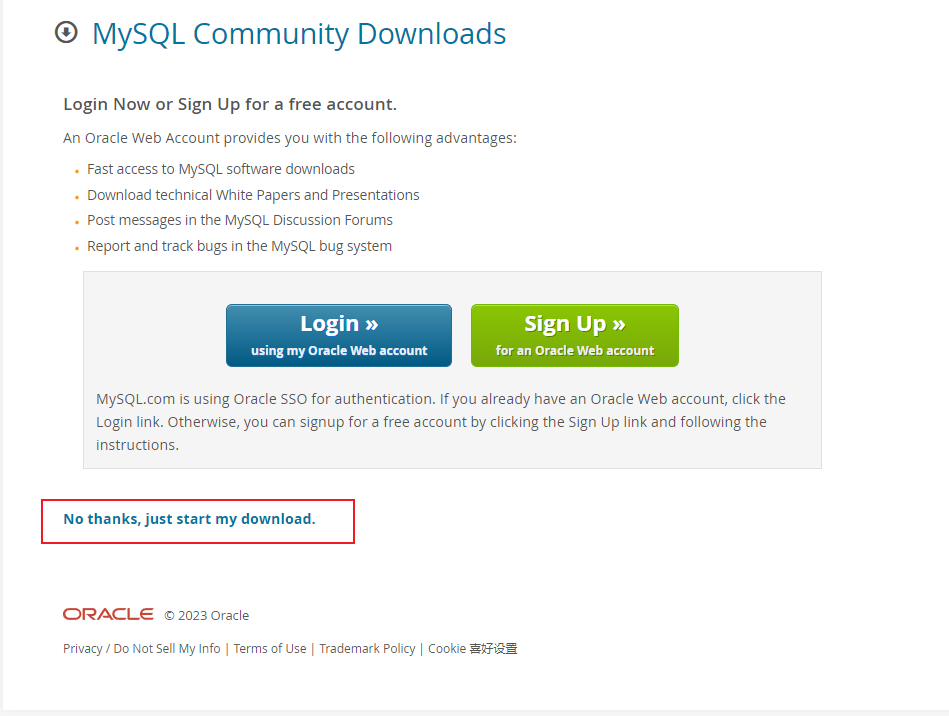 MySQL Community Downloads
Login Now or Sign Up for a free account.
An Oracle Web Account provides you with the following advantages:
Fast access to MySQL software downloads
Download technical White Papers and Presentations
Post messages in the MySQL Discussion Forums
Report and track bugs in the MySQL bug system
Login »
using my Oracle Web account
Sign Up »
for an Oracle Web account
MySQL.com is using Oracle SSO for authentication. If you already have an Oracle Web account, click the
Login link. Otherwise, you can signup for a free account by clicking the Sign Up link and following the
instructions.
No thanks, just start my download.
ORACLE © 2023 Oracle
Privacy / Do Not Sell My Info | Terms of Use | Trademark Policy | Cookie 喜好设置